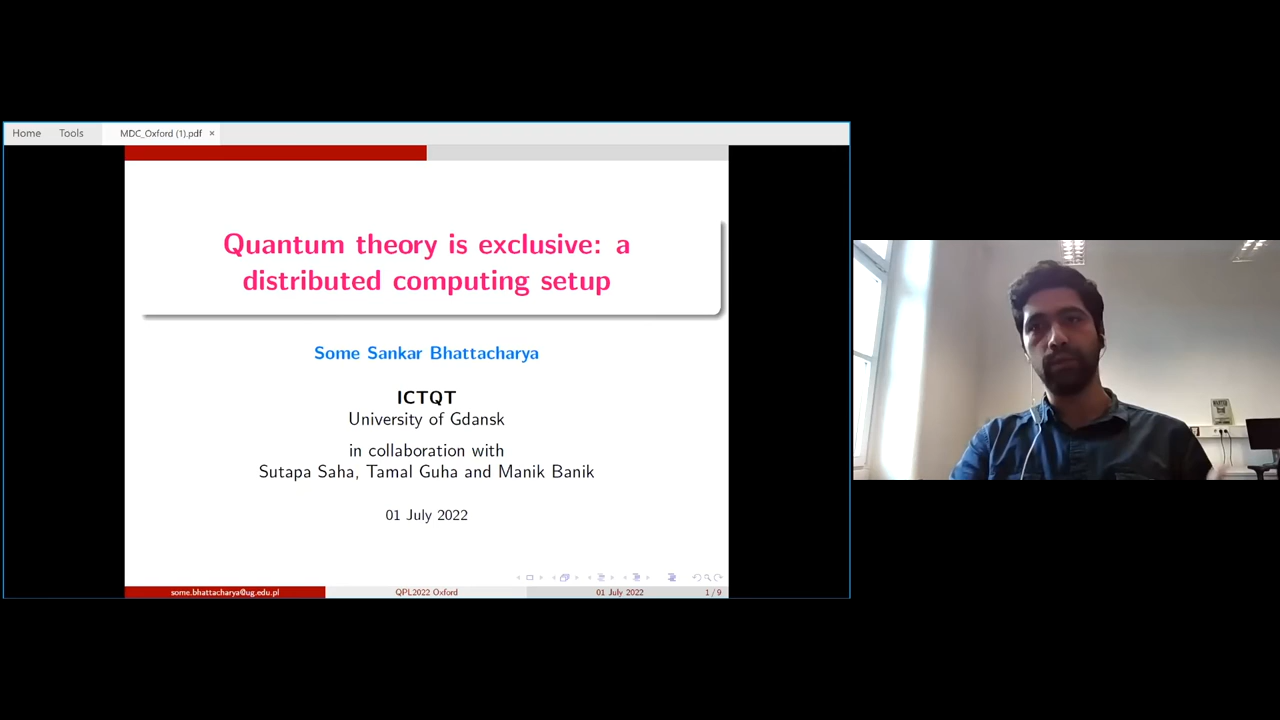 Home Tools MDC_Oxford (1).pdf ×
Quantum theory is exclusive: a
distributed computing setup
Some Sankar Bhattacharya
ICTQT
University of Gdansk
in collaboration with
Sutapa Saha, Tamal Guha and Manik Banik
01 July 2022
some.bhattacharya@ug.edu.pl QPL2022 Oxford 01 July 2022 1 / 9